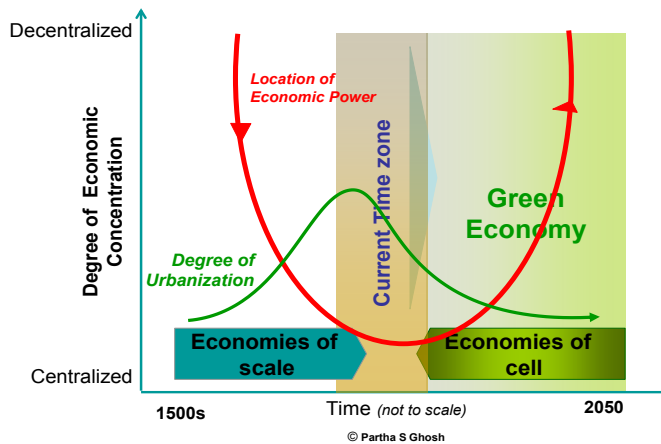 Decentralized
Location of
Economic Power
Degree of Economic
Concentration
Current Time zone
Green
Economy
Degree of
Urbanization
Economies of
scale
Economies of
cell
Centralized
1500s
Time (not to scale)
2050
© Partha S Ghosh